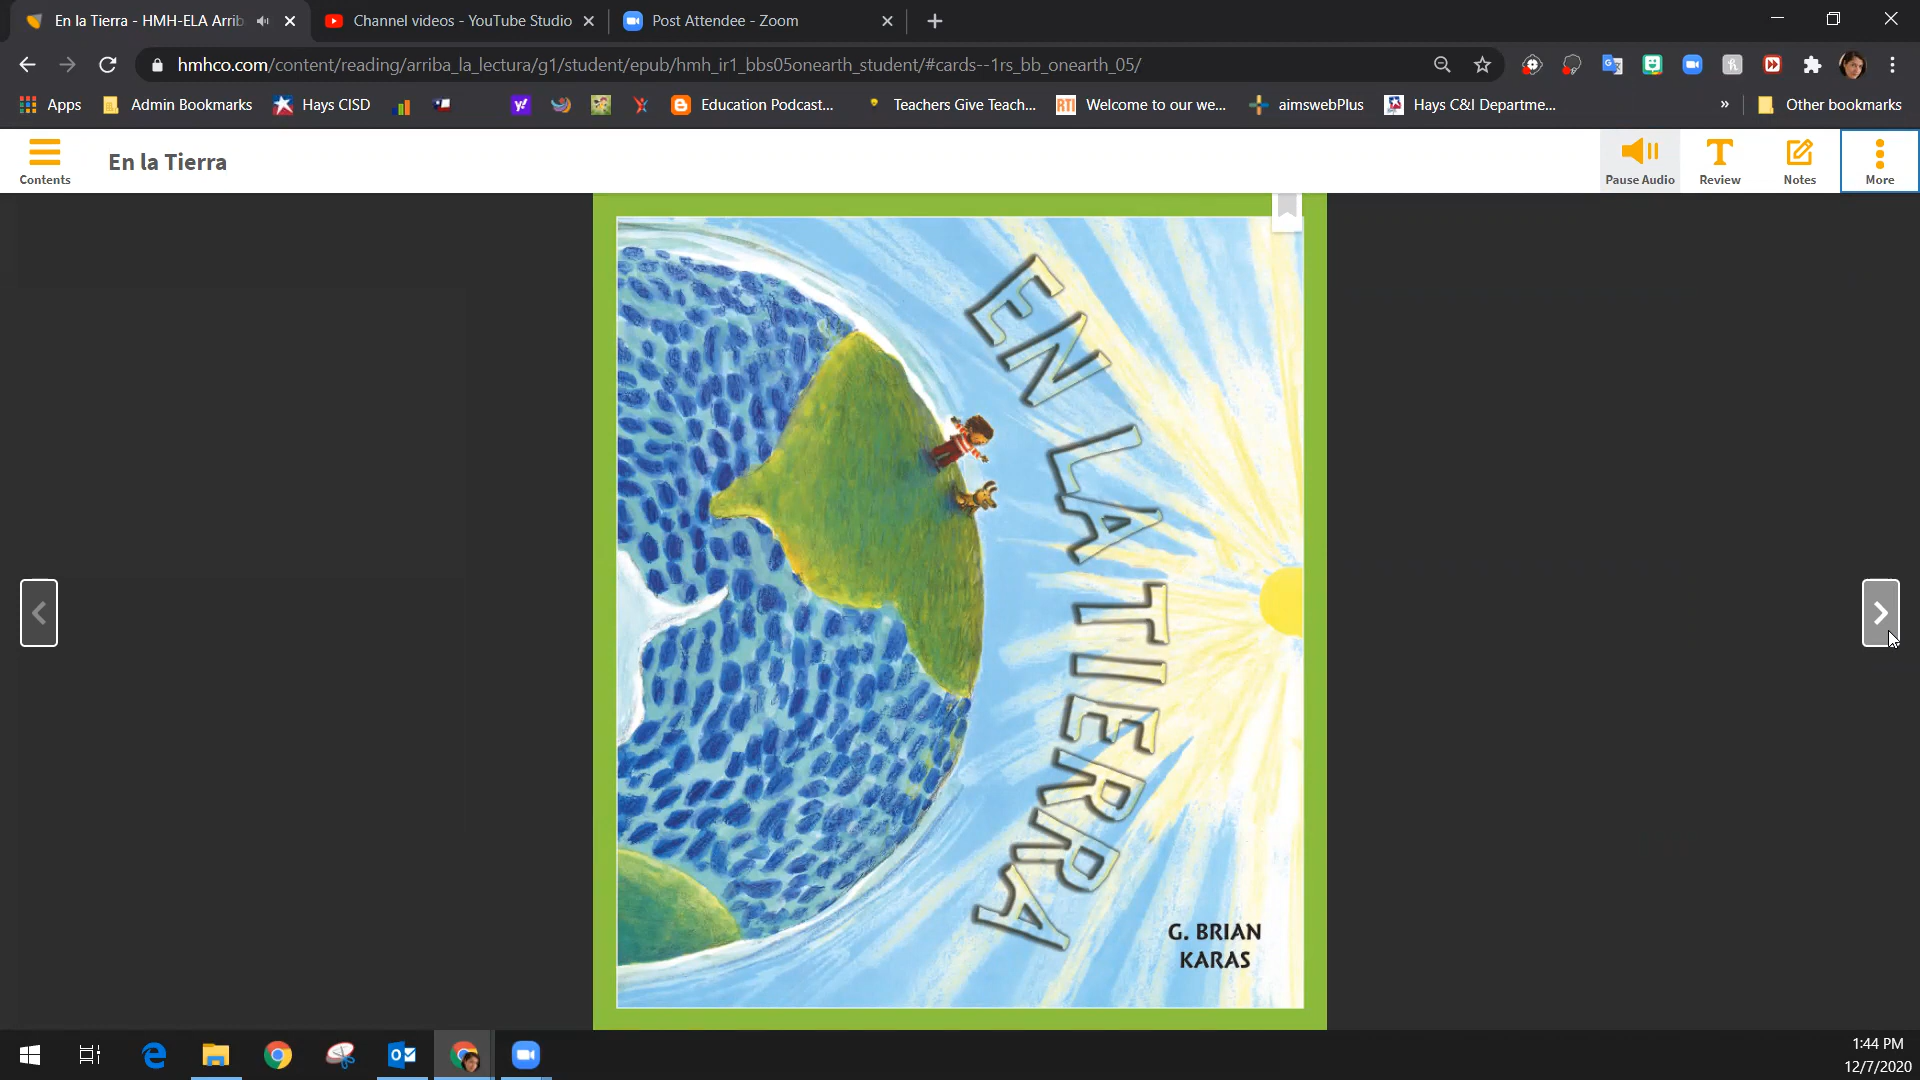 En la Tierra - HMH-ELA Arrib
Channel videos - YouTube Studio
Post Attendee - Zoom
hmhco.com/content/reading/arriba_la_lectura/g1/student/epub/hmh_ir1_bbs05onearth_student/#cards--1rs_bb_onearth_05/
Apps
Admin Bookmarks
Hays CISD
Education Podcast...
Teachers Give Teach...
RTI Welcome to our we...
aimswebPlus
Hays C&I Departme...
»
Other bookmarks
Contents
En la Tierra
Pause Audio
Review
Notes
More
EN LA TIERRA
G. BRIAN
KARAS
1:44 PM
12/7/2020